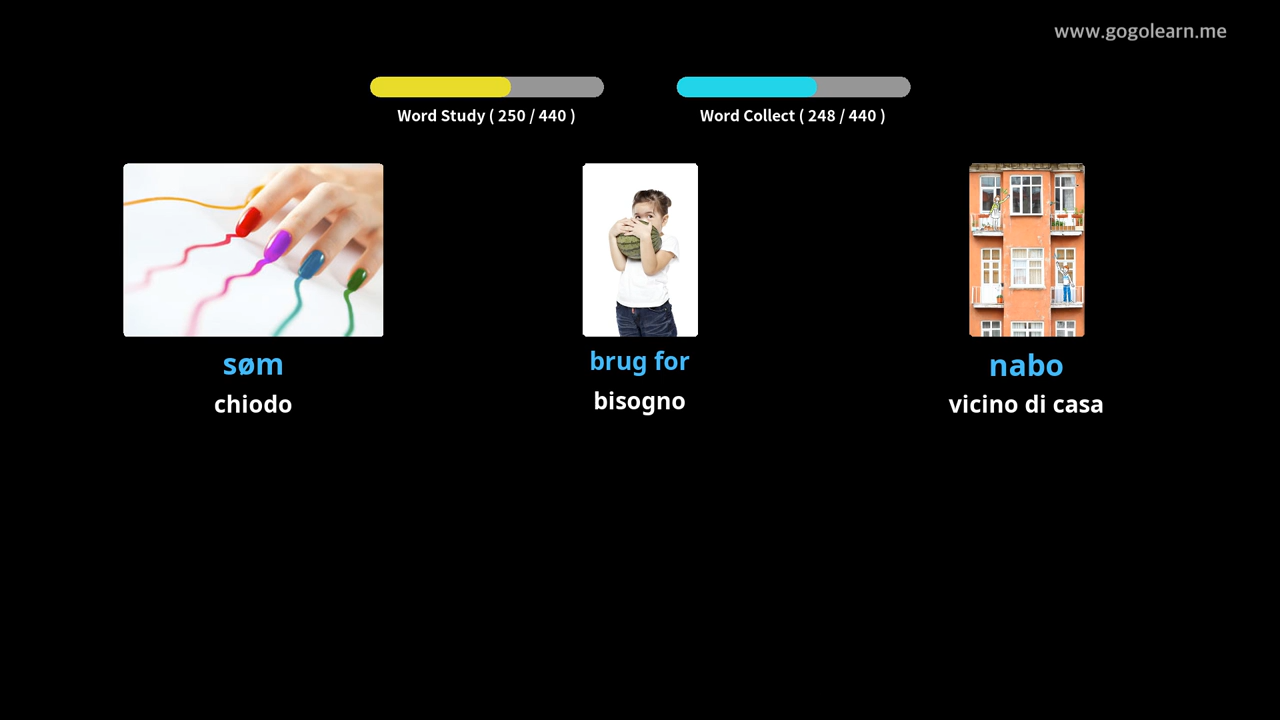 www.gogolearn.me
Word Study ( 250 / 440 )
Word Collect ( 248 / 440 )
søm
chiodo
brug for
bisogno
nabo
vicino di casa